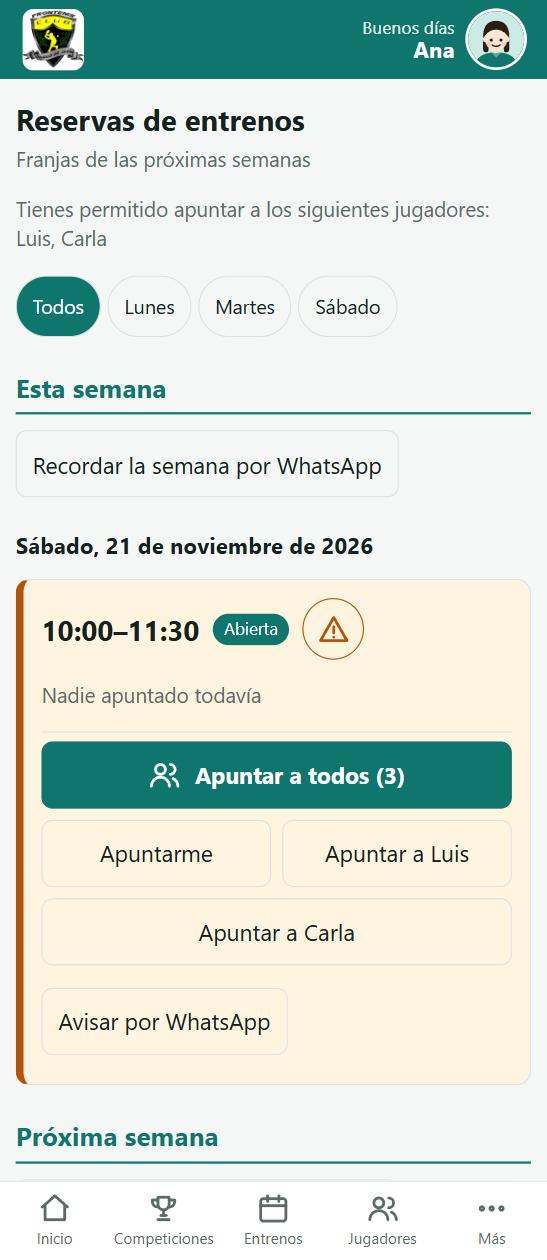 FRONTENIS
CLUB
Buenos días
Ana
Reservas de entrenos
Franjas de las próximas semanas
Tienes permitido apuntar a los siguientes jugadores:
Luis, Carla
Todos
Lunes
Martes
Sábado
Esta semana
Recordar la semana por WhatsApp
Sábado, 21 de noviembre de 2026
10:00–11:30
Abierta
Nadie apuntado todavía
Apuntar a todos (3)
Apuntarme
Apuntar a Luis
Apuntar a Carla
Avisar por WhatsApp
Próxima semana
Inicio
Competiciones
Entrenos
Jugadores
Más